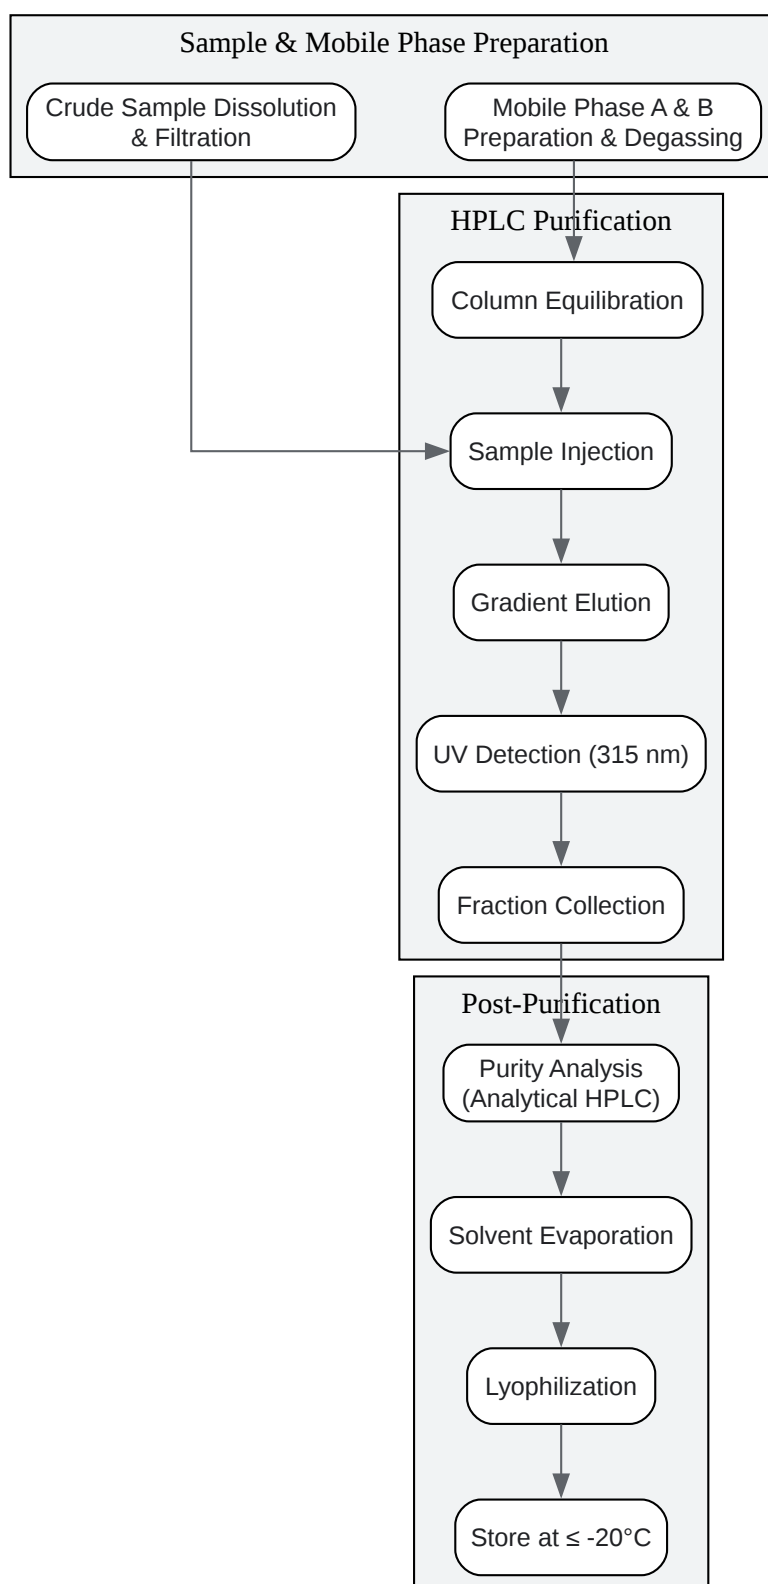 Sample & Mobile Phase Preparation
Crude Sample Dissolution
& Filtration
Mobile Phase A & B
Preparation & Degassing
HPLC Purification
Column Equilibration
Sample Injection
Gradient Elution
UV Detection (315 nm)
Fraction Collection
Post-Purification
Purity Analysis
(Analytical HPLC)
Solvent Evaporation
Lyophilization
Store at ≤ -20°C